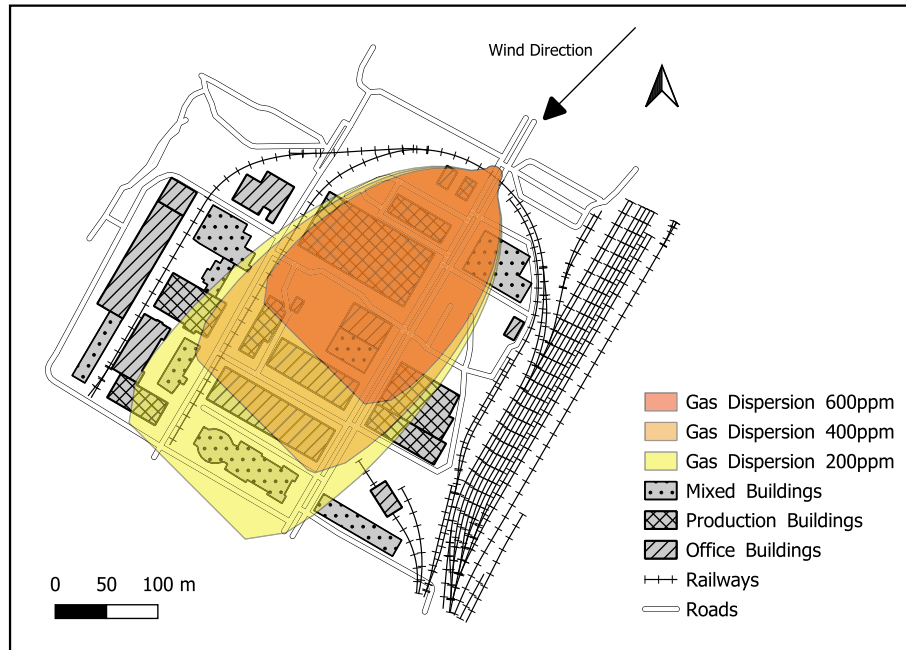 Wind Direction
Gas Dispersion 600ppm
Gas Dispersion 400ppm
Gas Dispersion 200ppm
Mixed Buildings
Production Buildings
Office Buildings
Railways
Roads
0 50 100 m